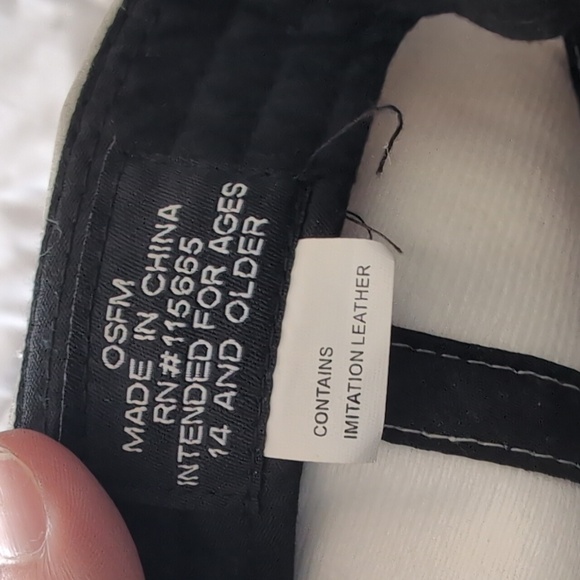 OSFM
MADE IN CHINA
RN#115665
INTENDED FOR AGES
14 AND OLDER
CONTAINS
IMITATION LEATHER